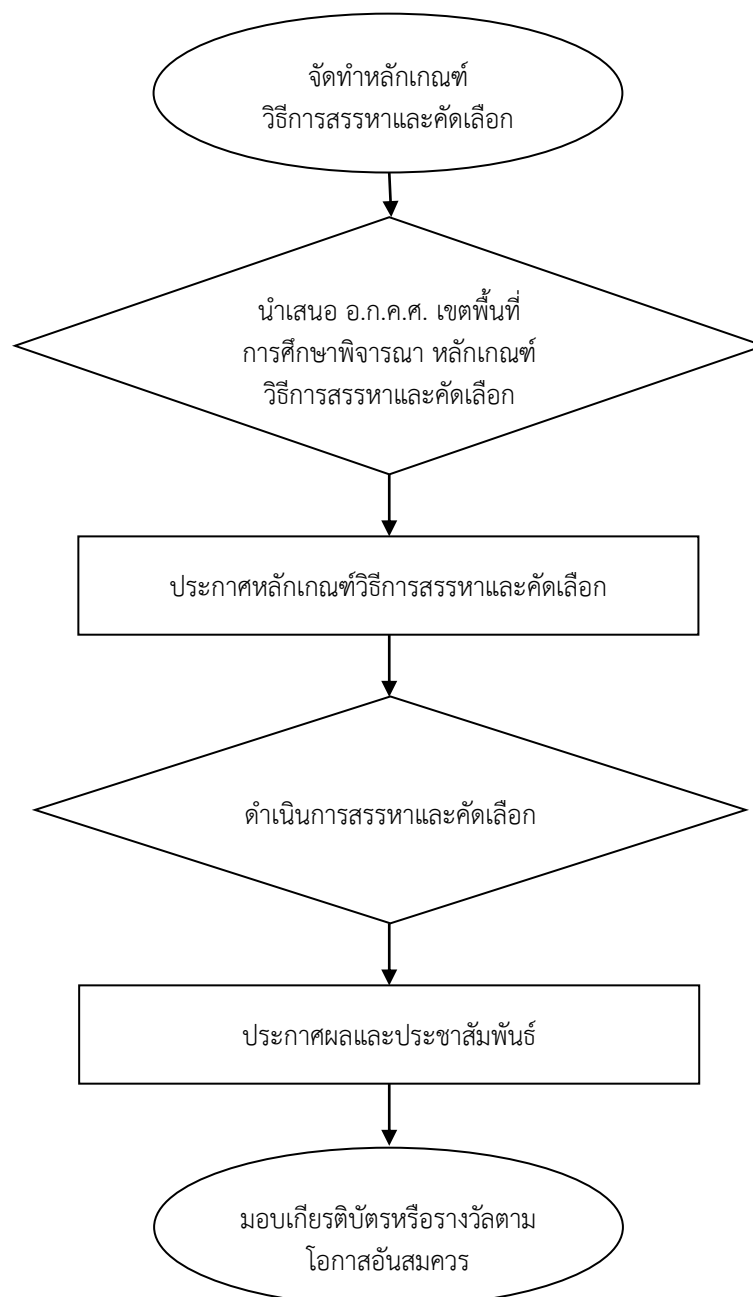 จัดทำหลักเกณฑ์
วิธีการสรรหาและคัดเลือก
นำเสนอ อ.ก.ค.ศ. เขตพื้นที่
การศึกษาพิจารณา หลักเกณฑ์
วิธีการสรรหาและคัดเลือก
ประกาศหลักเกณฑ์วิธีการสรรหาและคัดเลือก
ดำเนินการสรรหาและคัดเลือก
ประกาศผลและประชาสัมพันธ์
มอบเกียรติบัตรหรือรางวัลตาม
โอกาสอันสมควร